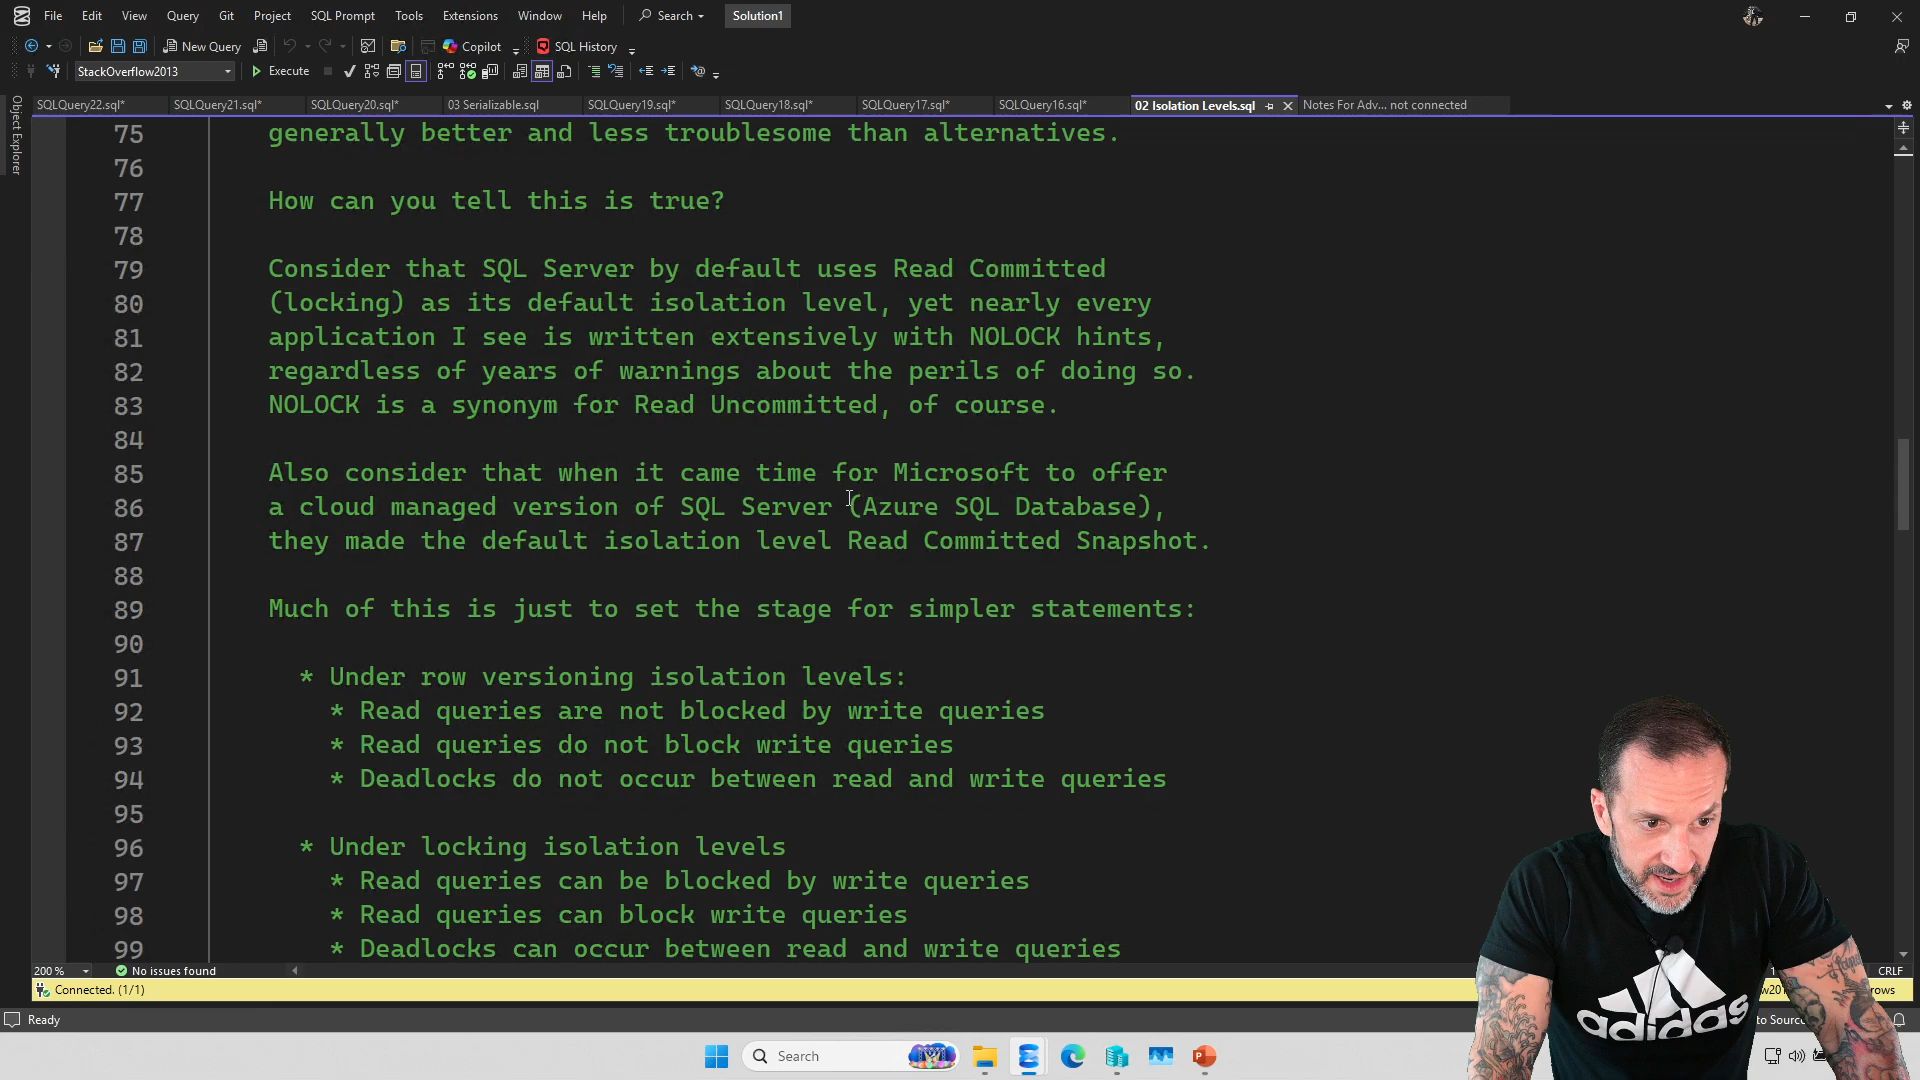 File Edit View Query Git Project SQL Prompt Tools Extensions Window Help Search Solution1
New Query Copilot SQL History
StackOverflow2013 Execute
SQLQuery22.sql* SQLQuery21.sql* SQLQuery20.sql* 03 Serializable.sql SQLQuery19.sql* SQLQuery18.sql* SQLQuery17.sql* SQLQuery16.sql* 02 Isolation Levels.sql Notes For Adv... not connected
Object Explorer
75 generally better and less troublesome than alternatives.
76
77 How can you tell this is true?
78
79 Consider that SQL Server by default uses Read Committed
80 (locking) as its default isolation level, yet nearly every
81 application I see is written extensively with NOLOCK hints,
82 regardless of years of warnings about the perils of doing so.
83 NOLOCK is a synonym for Read Uncommitted, of course.
84
85 Also consider that when it came time for Microsoft to offer
86 a cloud managed version of SQL Server (Azure SQL Database),
87 they made the default isolation level Read Committed Snapshot.
88
89 Much of this is just to set the stage for simpler statements:
90
91 * Under row versioning isolation levels:
92 * Read queries are not blocked by write queries
93 * Read queries do not block write queries
94 * Deadlocks do not occur between read and write queries
95
96 * Under locking isolation levels
97 * Read queries can be blocked by write queries
98 * Read queries can block write queries
99 * Deadlocks can occur between read and write queries
200 % No issues found CRLF
Connected. (1/1) rows
Ready
Search
adidas